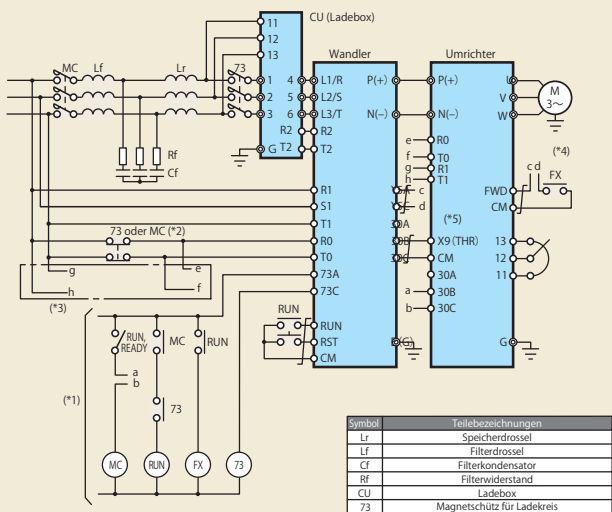 CU (Ladebox)
11
12
13
MC
Lf
Lr
73
1
4
2
5
3
6
R2
G T2
Rf
Cf
Wandler
L1/R
P(+)
L2/S
L3/T
N(−)
R2
T2
R1
S1
T1
R0
T0
73A
73C
RUN
RST
CM
Y5A
Y5C
30A
30B
30C
E(G)
c
d
Umrichter
P(+)
U
V
N(−)
W
e
R0
f
T0
g
R1
h
T1
FWD
CM
(*5)
X9 (THR)
13
CM
12
30A
11
a
30B
b
30C
G
M
3~
(*4)
c d
FX
73 oder MC (*2)
g
e
h
f
(*3)
RUN
(*1)
RUN,
READY
MC
RUN
a
b
73
MC
RUN
FX
73
Symbol Teilebezeichnungen
Lr Speicherdrossel
Lf Filterdrossel
Cf Filterkondensator
Rf Filterwiderstand
CU Ladebox
73 Magnetschütz für Ladekreis